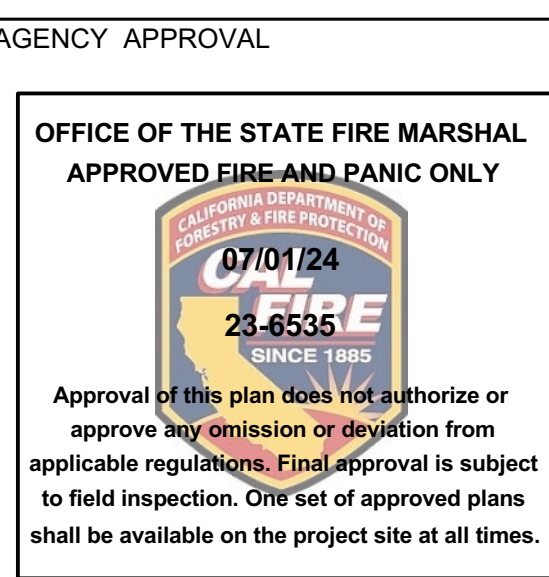 AGENCY APPROVAL
OFFICE OF THE STATE FIRE MARSHAL
APPROVED FIRE AND PANIC ONLY
CALIFORNIA DEPARTMENT OF
FORESTRY & FIRE PROTECTION
07/01/24
CAL
23-6535
FIRE
SINCE 1885
Approval of this plan does not authorize or
approve any omission or deviation from
applicable regulations. Final approval is subject
to field inspection. One set of approved plans
shall be available on the project site at all times.